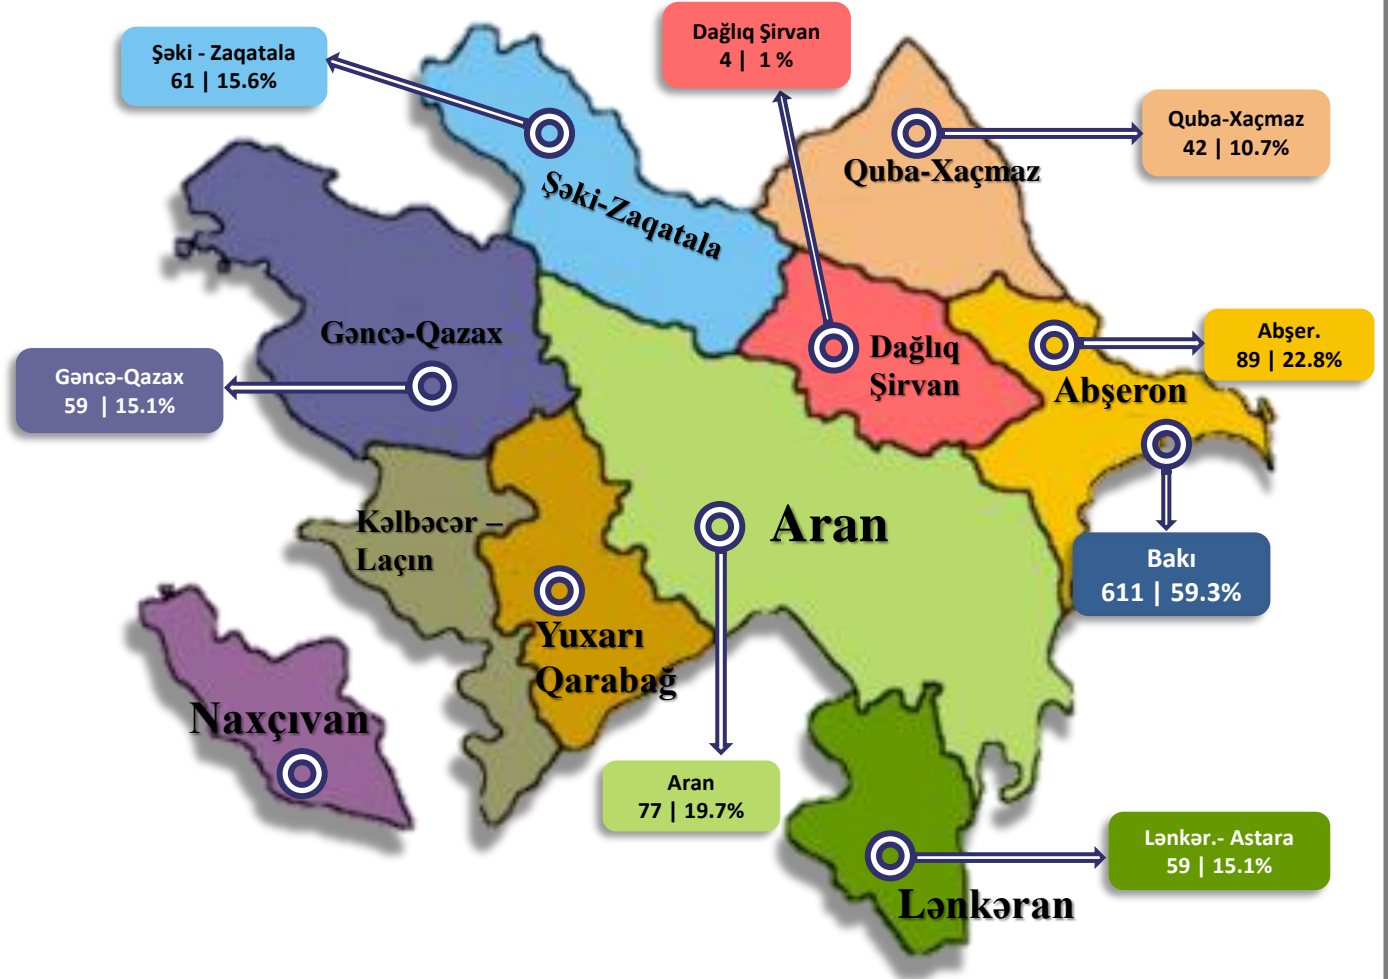 Şəki - Zaqatala
61 | 15.6%
Dağlıq Şirvan
4 | 1 %
Quba-Xaçmaz
42 | 10.7%
Quba-Xaçmaz
Şəki-Zaqatala
Gəncə-Qazax
Gəncə-Qazax
59 | 15.1%
Dağlıq
Şirvan
Abşer.
89 | 22.8%
Abşeron
Kəlbəcər –
Laçın
Aran
Bakı
611 | 59.3%
Yuxarı
Qarabağ
Naxçıvan
Aran
77 | 19.7%
Lənkər.- Astara
59 | 15.1%
Lənkəran